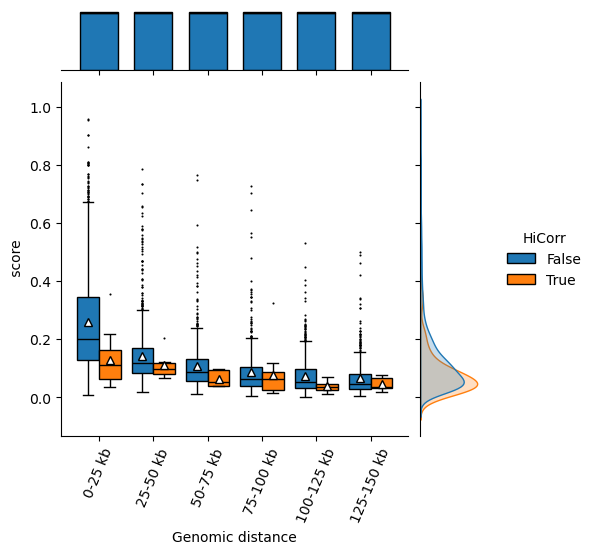 1.0
0.8
0.6
0.4
0.2
0.0
score
0-25 kb
25-50 kb
50-75 kb
75-100 kb
100-125 kb
125-150 kb
Genomic distance
HiCorr
False
True